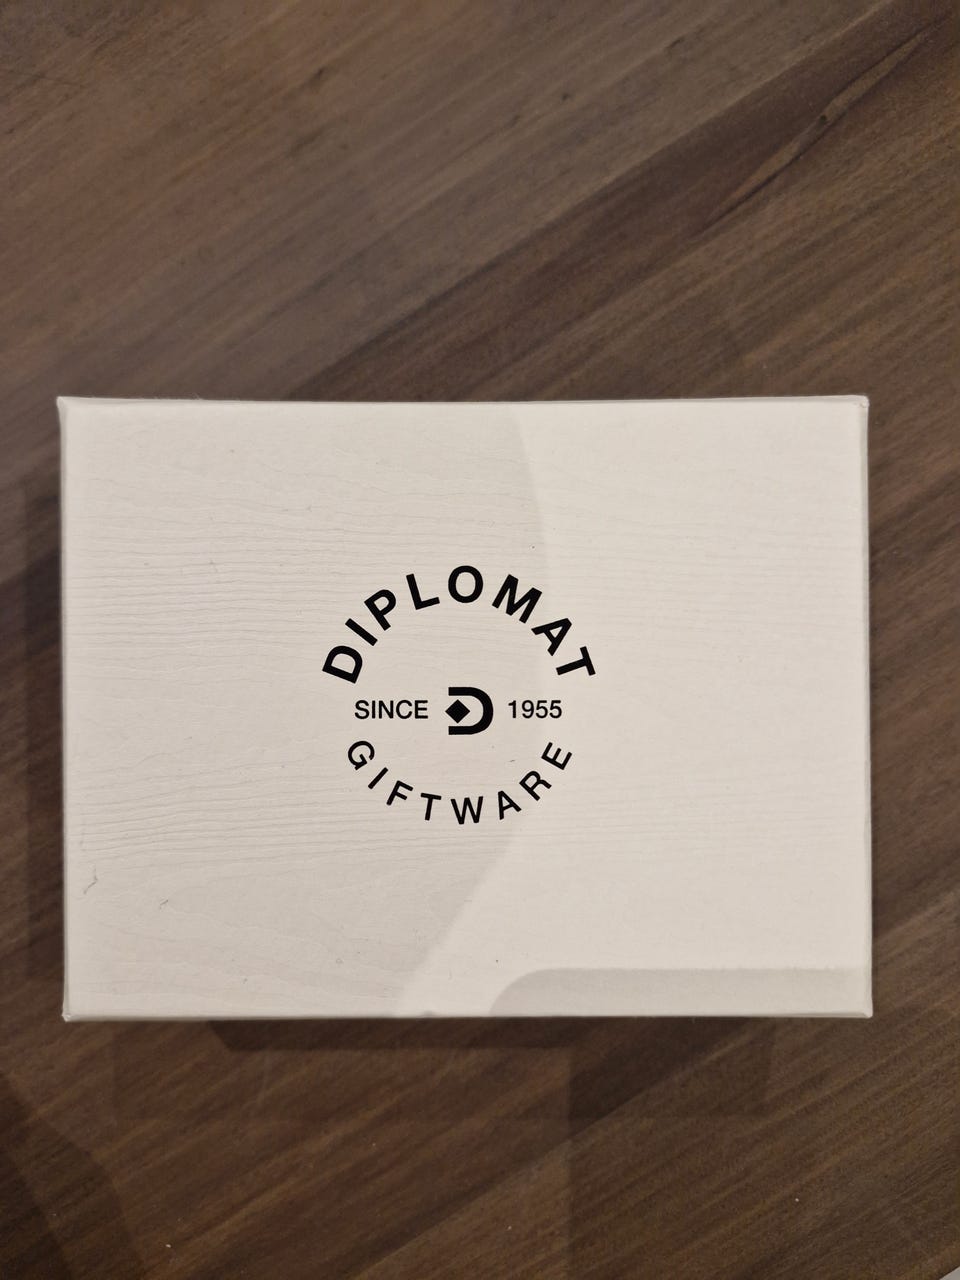 DIPLOMAT
SINCE 1955
GIFTWARE